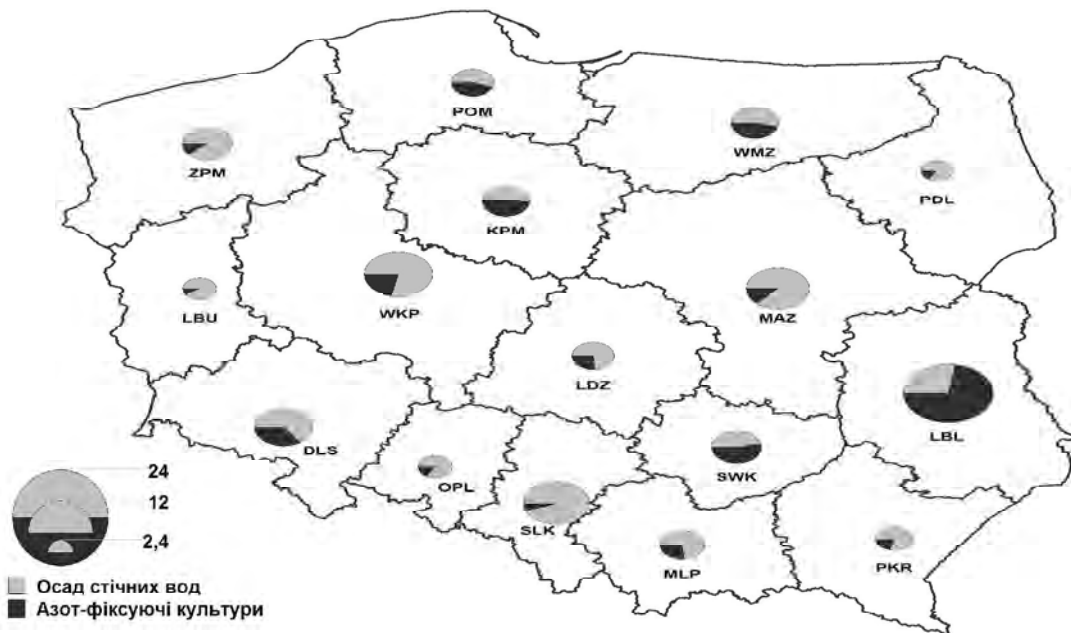 POM
ZPM
WMZ
PDL
KPM
LBU
WKP
MAZ
LDZ
LBL
DLS
SWK
OPL
SLK
MLP
PKR
24
12
2,4
Осад стічних вод
Азот-фіксуючі культури